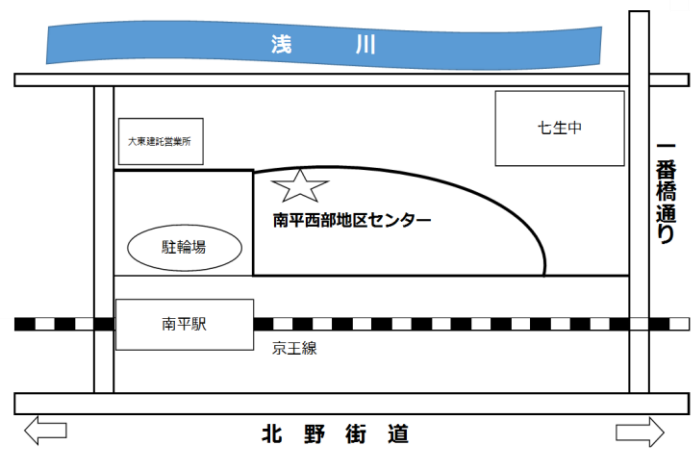 浅　川
大東建託営業所
七生中
一番橋通り
南平西部地区センター
駐輪場
南平駅
京王線
北野街道